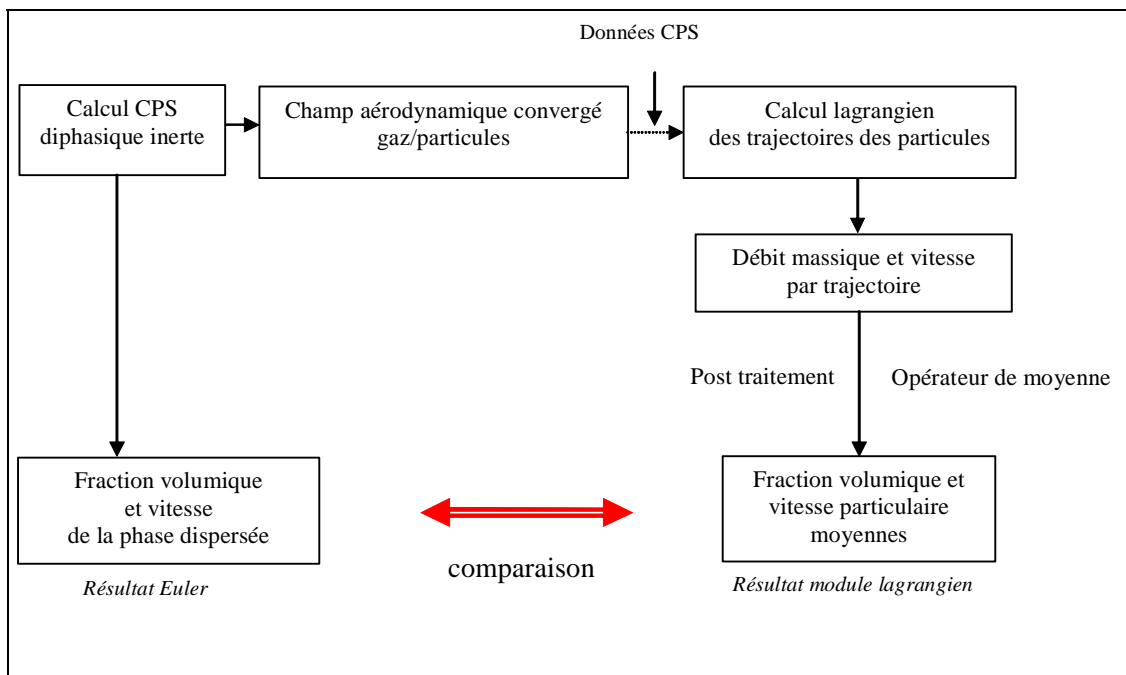 Données CPS
Calcul CPS
diphasique inerte
Champ aérodynamique convergé
gaz/particules
Calcul lagrangien
des trajectoires des particules
Débit massique et vitesse
par trajectoire
Post traitement
Opérateur de moyenne
Fraction volumique
et vitesse
de la phase dispersée
Fraction volumique et
vitesse particulaire
moyennes
comparaison
Résultat Euler
Résultat module lagrangien